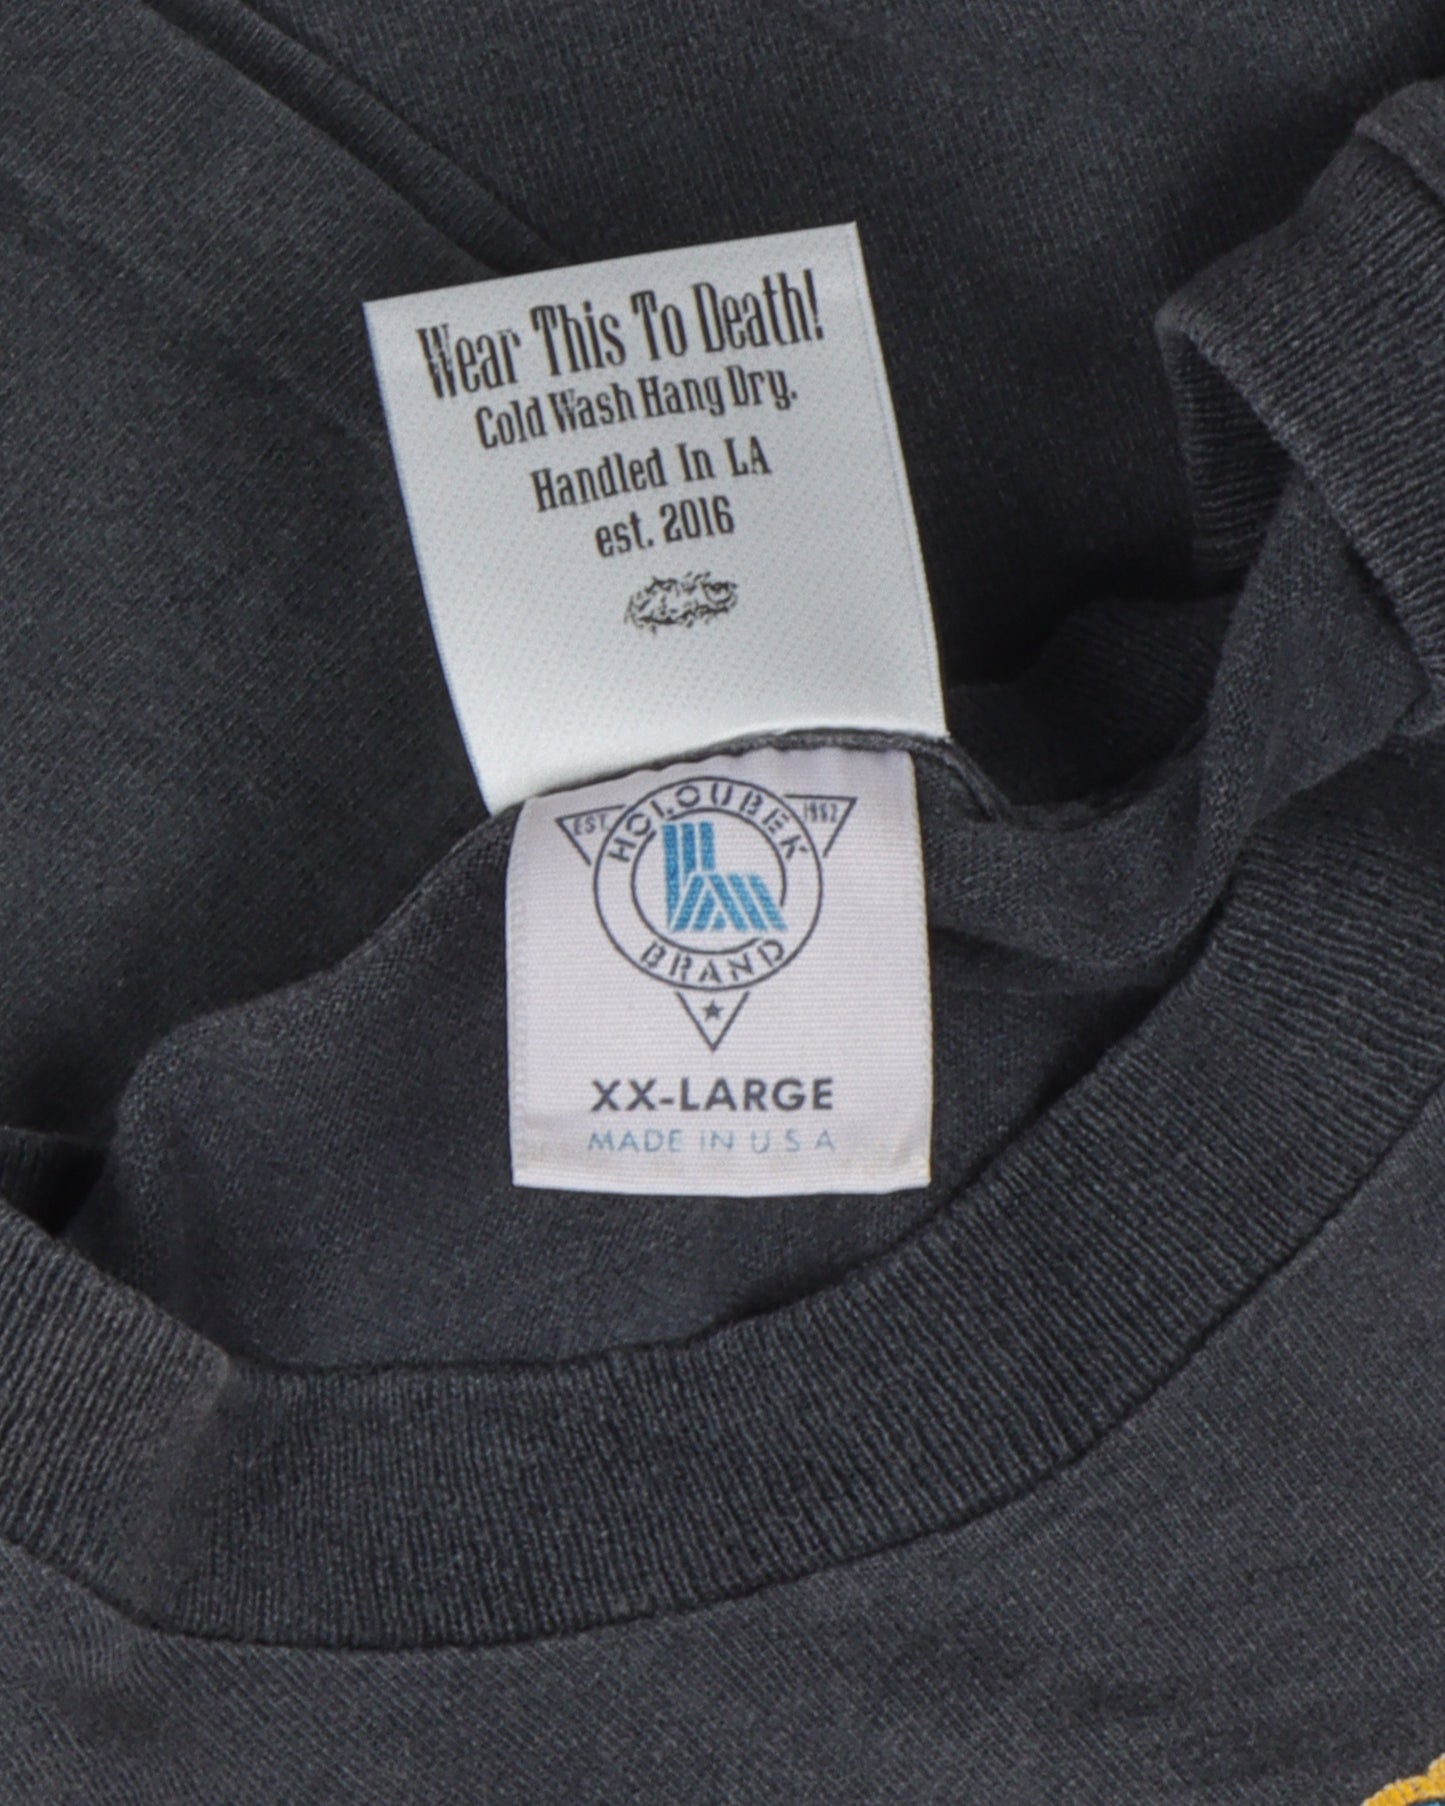 Wear This To Death!
Cold Wash Hang Dry.
Handled In LA
est. 2016
EST.
HOLOUBEK
BRAND
XX-LARGE
MADE IN U.S.A